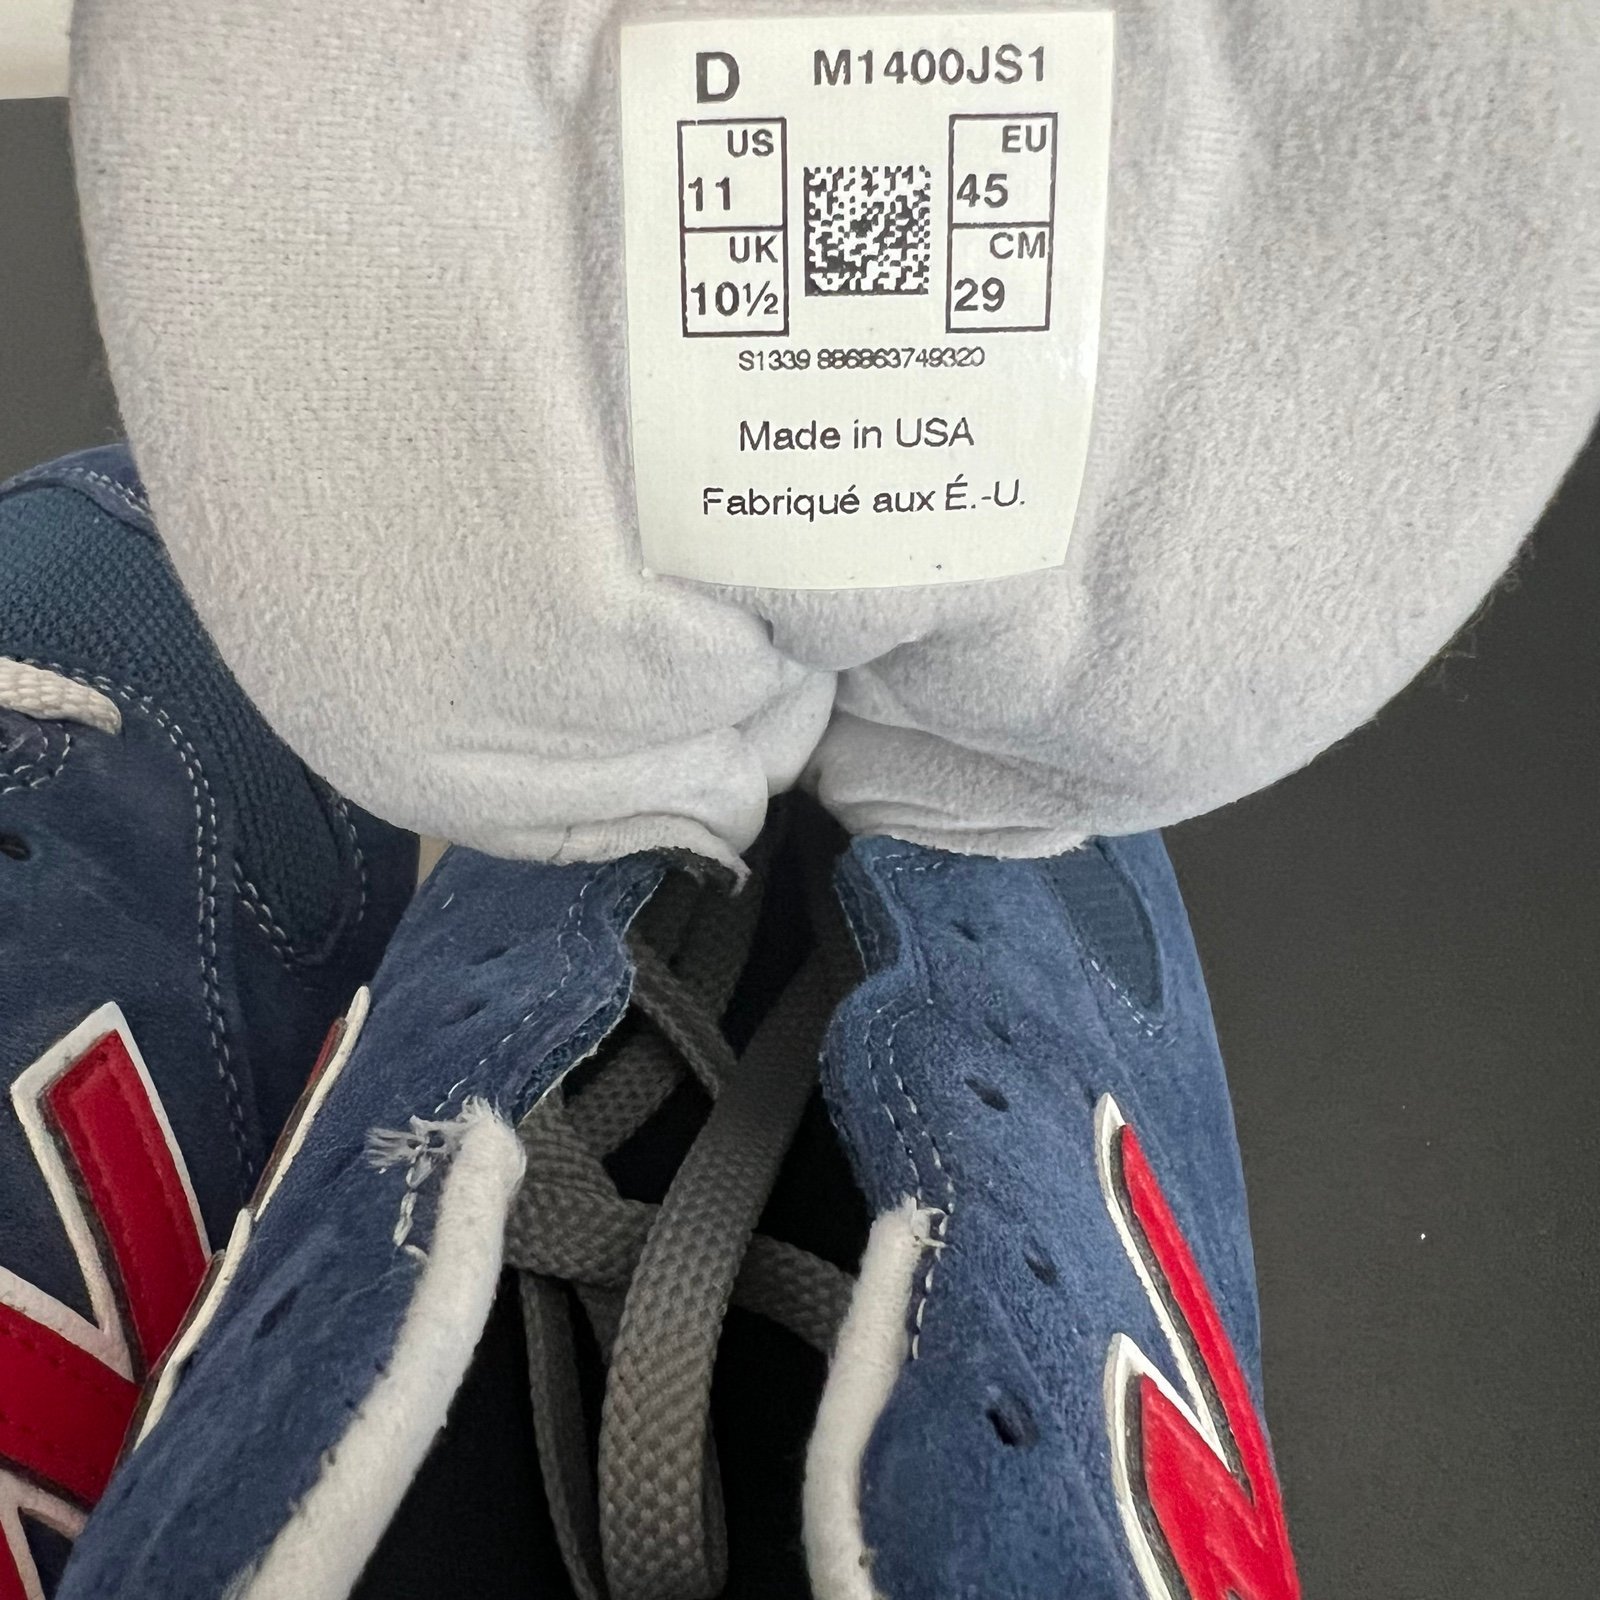 D M1400JS1
US EU
11 45
UK CM
10½ 29
S1339 886863749320
Made in USA
Fabriqué aux É.-U.